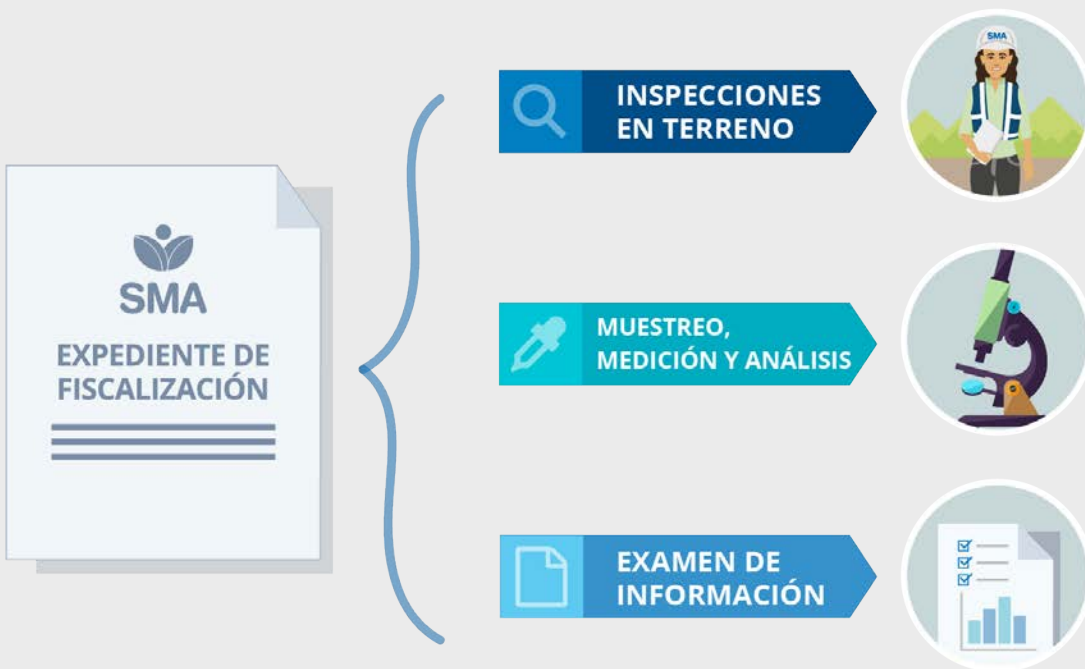 SMA
EXPEDIENTE DE
FISCALIZACIÓN
INSPECCIONES
EN TERRENO
SMA
MUESTREO,
MEDICIÓN Y ANÁLISIS
EXAMEN DE
INFORMACIÓN